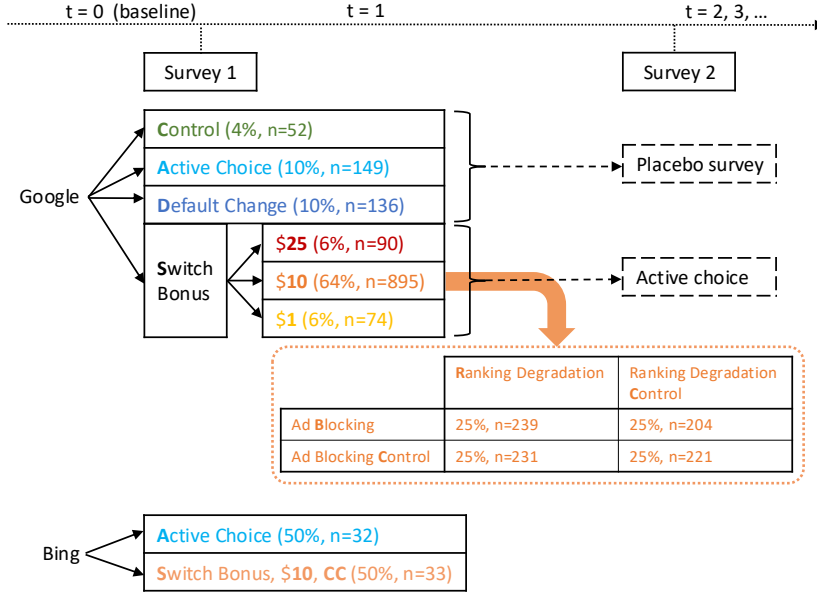 t = 0  (baseline)
t = 1
t = 2, 3, ...
Survey 1
Survey 2
Google
Control (4%, n=52)
Active Choice (10%, n=149)
Default Change (10%, n=136)
Placebo survey
Switch
Bonus
$25 (6%, n=90)
$10 (64%, n=895)
$1 (6%, n=74)
Active choice
Ranking Degradation
Ranking Degradation
Control
Ad Blocking
25%, n=239
25%, n=204
Ad Blocking Control
25%, n=231
25%, n=221
Bing
Active Choice (50%, n=32)
Switch Bonus, $10, CC (50%, n=33)